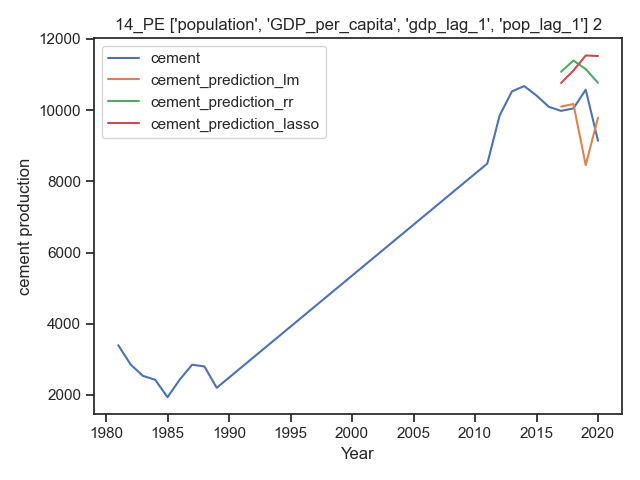 14_PE ['population', 'GDP_per_capita', 'gdp_lag_1', 'pop_lag_1'] 2
12000
10000
8000
6000
4000
2000
cement production
cement
cement_prediction_lm
cement_prediction_rr
cement_prediction_lasso
1980 1985 1990 1995 2000 2005 2010 2015 2020
Year